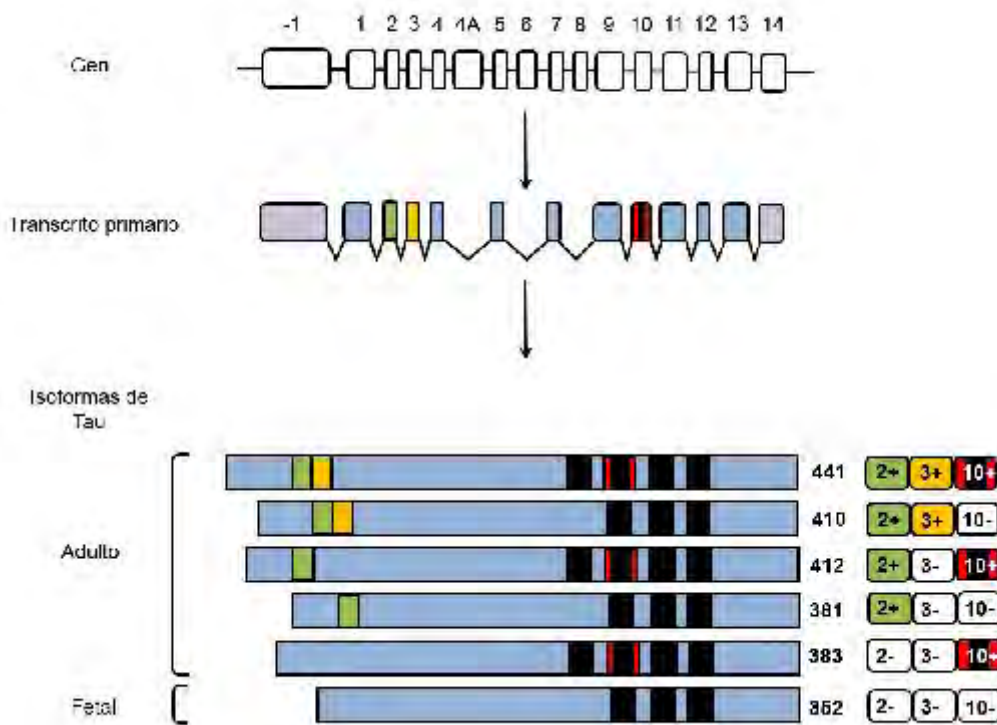 -1 1 2 3 4 4A 5 6 7 8 9 10 11 12 13 14
Gen
Transcrito primario
Isoformas de
Tau
441 2+ 3+ 10+
410 2+ 3+ 10-
Adulto
412 2+ 3- 10+
381 2+ 3- 10-
383 2- 3- 10+
Fetal 352 2- 3- 10-